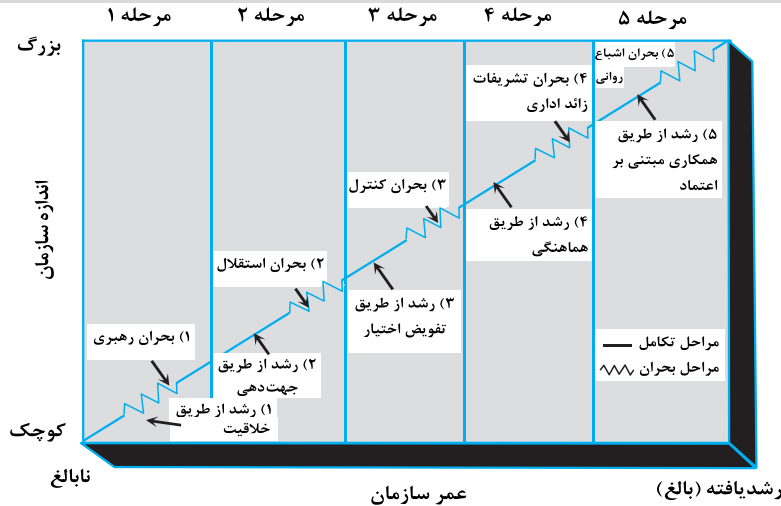 مرحله ۱
مرحله ۲
مرحله ۳
مرحله ۴
مرحله ۵
بزرگ
اندازه سازمان
کوچک
۱) بحران رهبری
۱) رشد از طریق
خلاقیت
۲) بحران استقلال
۲) رشد از طریق
جهت‌دهی
۳) بحران کنترل
۳) رشد از طریق
تفویض اختیار
۴) بحران تشریفات
زائد اداری
۴) رشد از طریق
هماهنگی
۵) بحران اشباع
روانی
۵) رشد از طریق
همکاری مبتنی بر
اعتماد
مراحل تکامل
مراحل بحران
نابالغ
عمر سازمان
رشدیافته (بالغ)